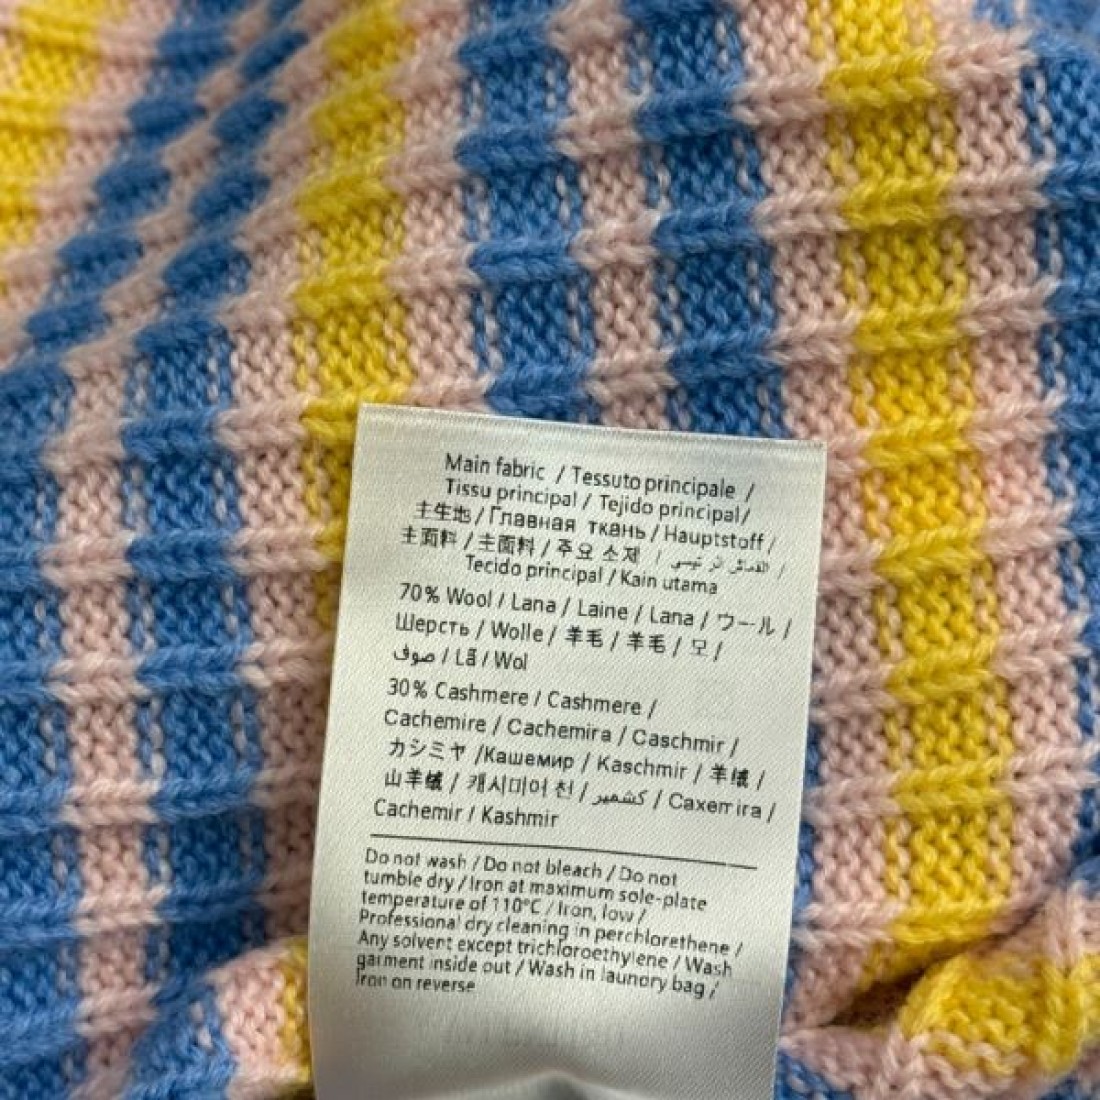 Main fabric / Tessuto principale /
Tissu principal / Tejido principal/
主生地 / Главная ткань / Hauptstoff /
主面料 / 主面料 / 주요 소재 / القماش الرئيسي /
Tecido principal / Kain utama
70% Wool / Lana / Laine / Lana / ウール /
Шерсть / Wolle / 羊毛 / 羊毛 / 모 /
صوف / Lã / Wol
30% Cashmere / Cashmere /
Cachemire / Cachemira / Caschmir /
カシミヤ /Кашемир / Kaschmir / 羊绒 /
山羊绒 / 캐시미어 천 / كشمير / Caxemira /
Cachemir / Kashmir
Do not wash / Do not bleach / Do not
tumble dry / Iron at maximum sole-plate
temperature of 110°C / Iron, low /
Professional dry cleaning in perchlorethene /
Any solvent except trichloroethylene / Wash
garment inside out / Wash in laundry bag /
Iron on reverse